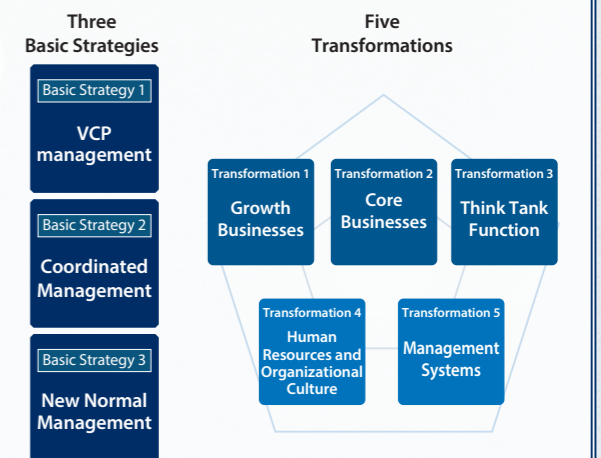 Three
Basic Strategies
Basic Strategy 1
VCP
management
Basic Strategy 2
Coordinated
Management
Basic Strategy 3
New Normal
Management
Five
Transformations
Transformation 1
Growth
Businesses
Transformation 2
Core
Businesses
Transformation 3
Think Tank
Function
Transformation 4
Human
Resources and
Organizational
Culture
Transformation 5
Management
Systems